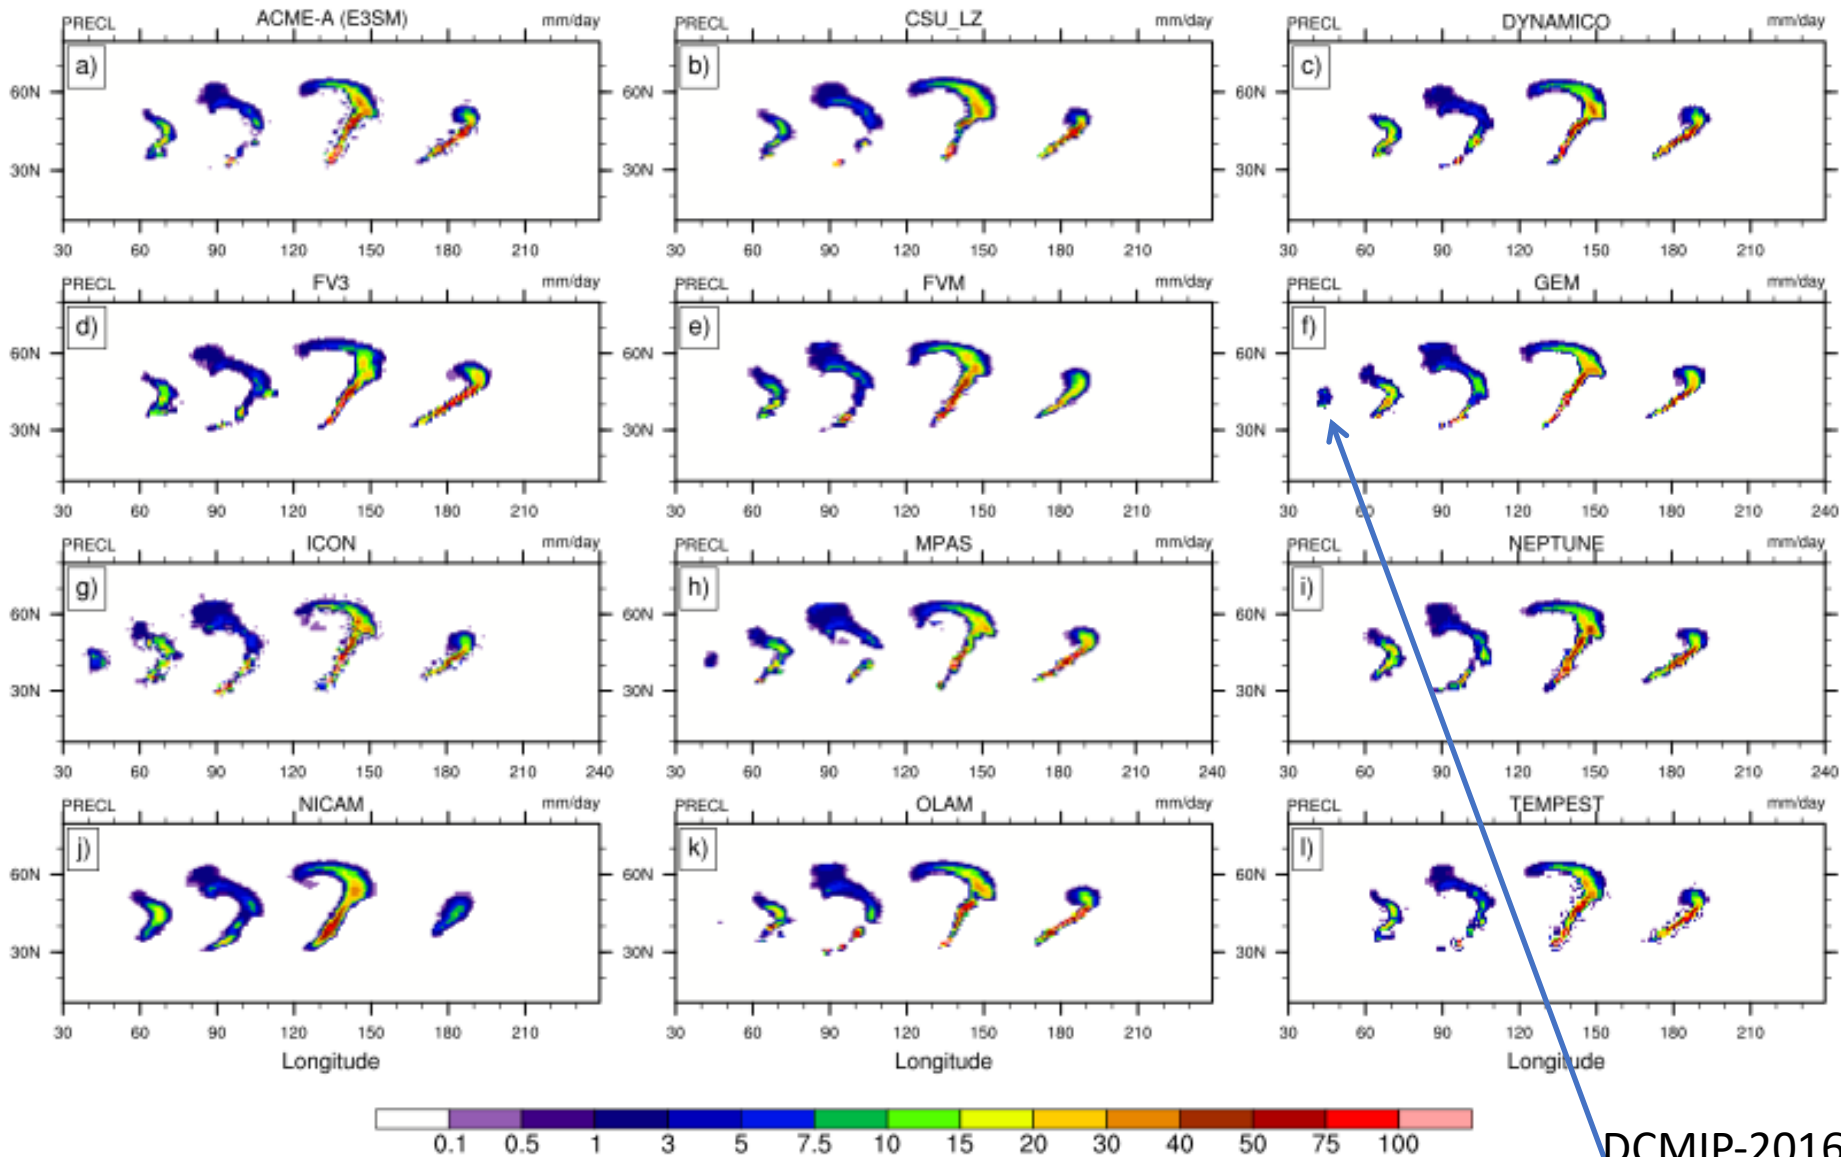 PRECL ACME-A (E3SM) mm/day PRECL CSU_LZ mm/day PRECL DYNAMICO mm/day
a) b) c)
60N 60N 60N
30N 30N 30N
30 60 90 120 150 180 210 30 60 90 120 150 180 210 30 60 90 120 150 180 210
PRECL FV3 mm/day PRECL FVM mm/day PRECL GEM mm/day
d) e) f)
60N 60N 60N
30N 30N 30N
30 60 90 120 150 180 210 30 60 90 120 150 180 210 30 60 90 120 150 180 210 240
PRECL ICON mm/day PRECL MPAS mm/day PRECL NEPTUNE mm/day
g) h) i)
60N 60N 60N
30N 30N 30N
30 60 90 120 150 180 210 240 30 60 90 120 150 180 210 240 30 60 90 120 150 180 210 240
PRECL NICAM mm/day PRECL OLAM mm/day PRECL TEMPEST mm/day
j) k) l)
60N 60N 60N
30N 30N 30N
30 60 90 120 150 180 210 30 60 90 120 150 180 210 30 60 90 120 150 180 210
Longitude Longitude Longitude
0.1 0.5 1 3 5 7.5 10 15 20 30 40 50 75 100
DCMIP-2016